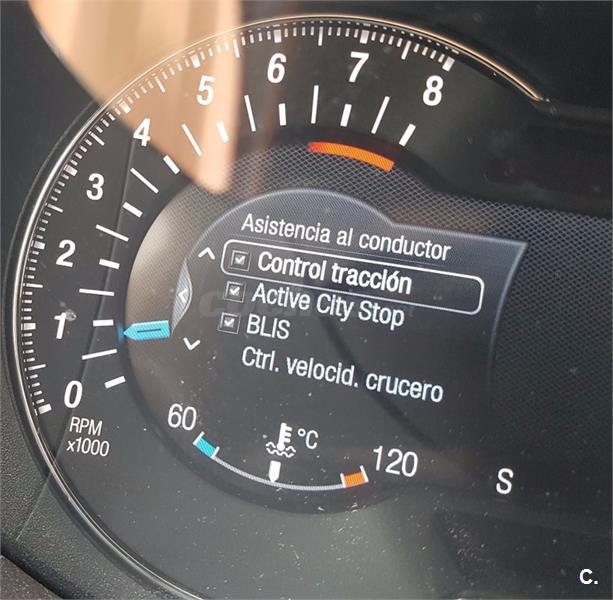 8
7
6
5
4
3
2
1
0
RPM
x1000
Asistencia al conductor
Control tracción
Active City Stop
BLIS
Ctrl. velocid. crucero
60
°C
120
S
C.